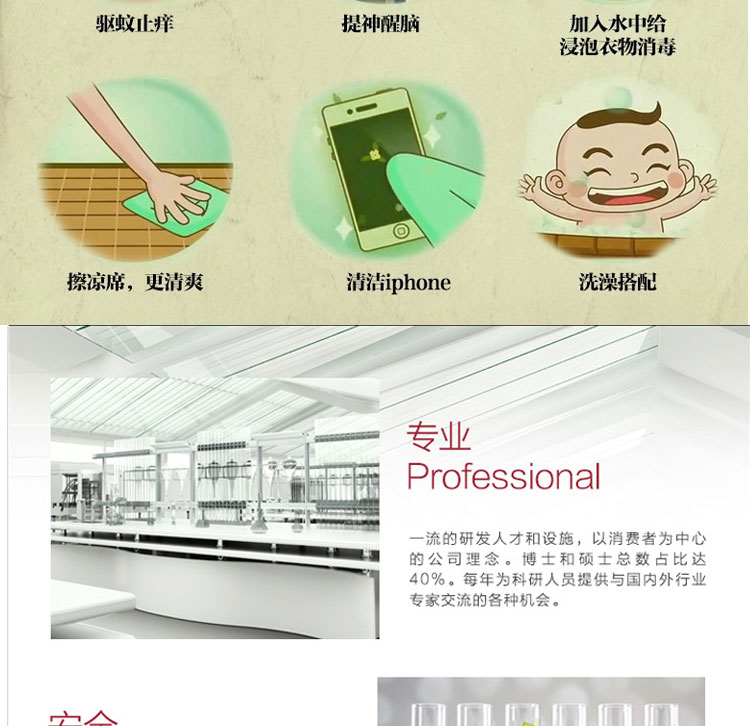 驱蚊止痒
提神醒脑
加入水中给
浸泡衣物消毒
擦凉席，更清爽
清洁iphone
洗澡搭配
专业
Professional
一流的研发人才和设施，以消费者为中心
的公司理念。博士和硕士总数占比达
40%。每年为科研人员提供与国内外行业
专家交流的各种机会。
安全